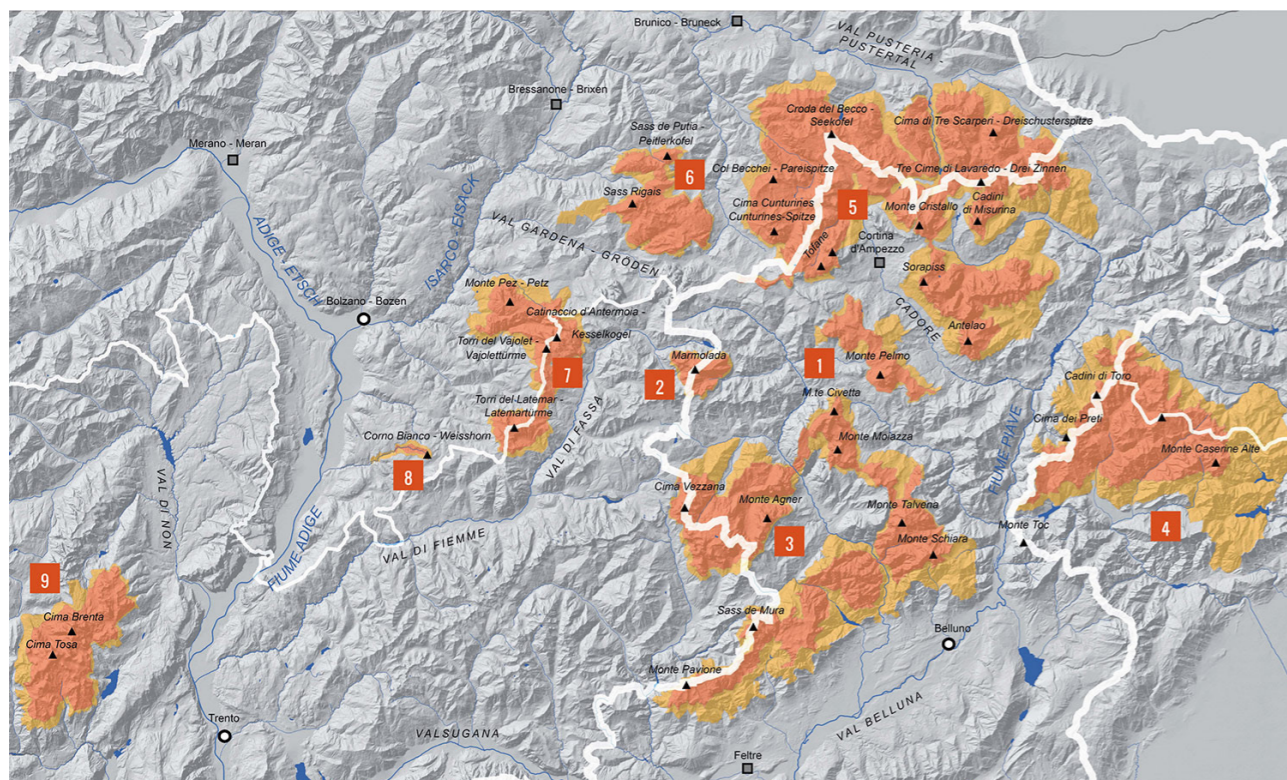 Brunico - Bruneck
VAL PUSTERIA -
PUSTERTAL
Bressanone - Brixen
Croda del Becco -
Seekofel
Cima di Tre Scarperi - Dreischusterspitze
Sass de Putia -
Peitlerkofel
Merano - Meran
6
Col Becchei - Pareispitze
Tre Cime di Lavaredo - Drei Zinnen
Sass Rigais
Cima Cunturines
Cunturines-Spitze
5
Monte Cristallo
Cadini
di Misurina
ADIGE - ETSCH
ISARCO - EISACK
VAL GARDENA - GRÖDEN
Tofane
Cortina
d'Ampezzo
Sorapiss
Monte Pez - Petz
Bolzano - Bozen
Catinaccio d'Antermoia -
Kesselkogel
CADORE
Antelao
Torri del Vajolet -
Vajolettürme
7
2
Marmolada
1
Monte Pelmo
Cadini di Toro
Torri del Latemar -
Latemartürme
M.te Civetta
Cima dei Preti
Corno Bianco - Weisshorn
VAL DI FASSA
Monte Moiazza
FIUME PIAVE
Monte Caserine Alte
8
VAL DI NON
Cima Vezzana
Monte Agner
Monte Talvena
FIUME ADIGE
VAL DI FIEMME
3
Monte Schiara
Monte Toc
4
9
Cima Brenta
Sass de Mura
Cima Tosa
Belluno
Monte Pavione
Trento
VALSUGANA
VAL BELLUNA
Feltre